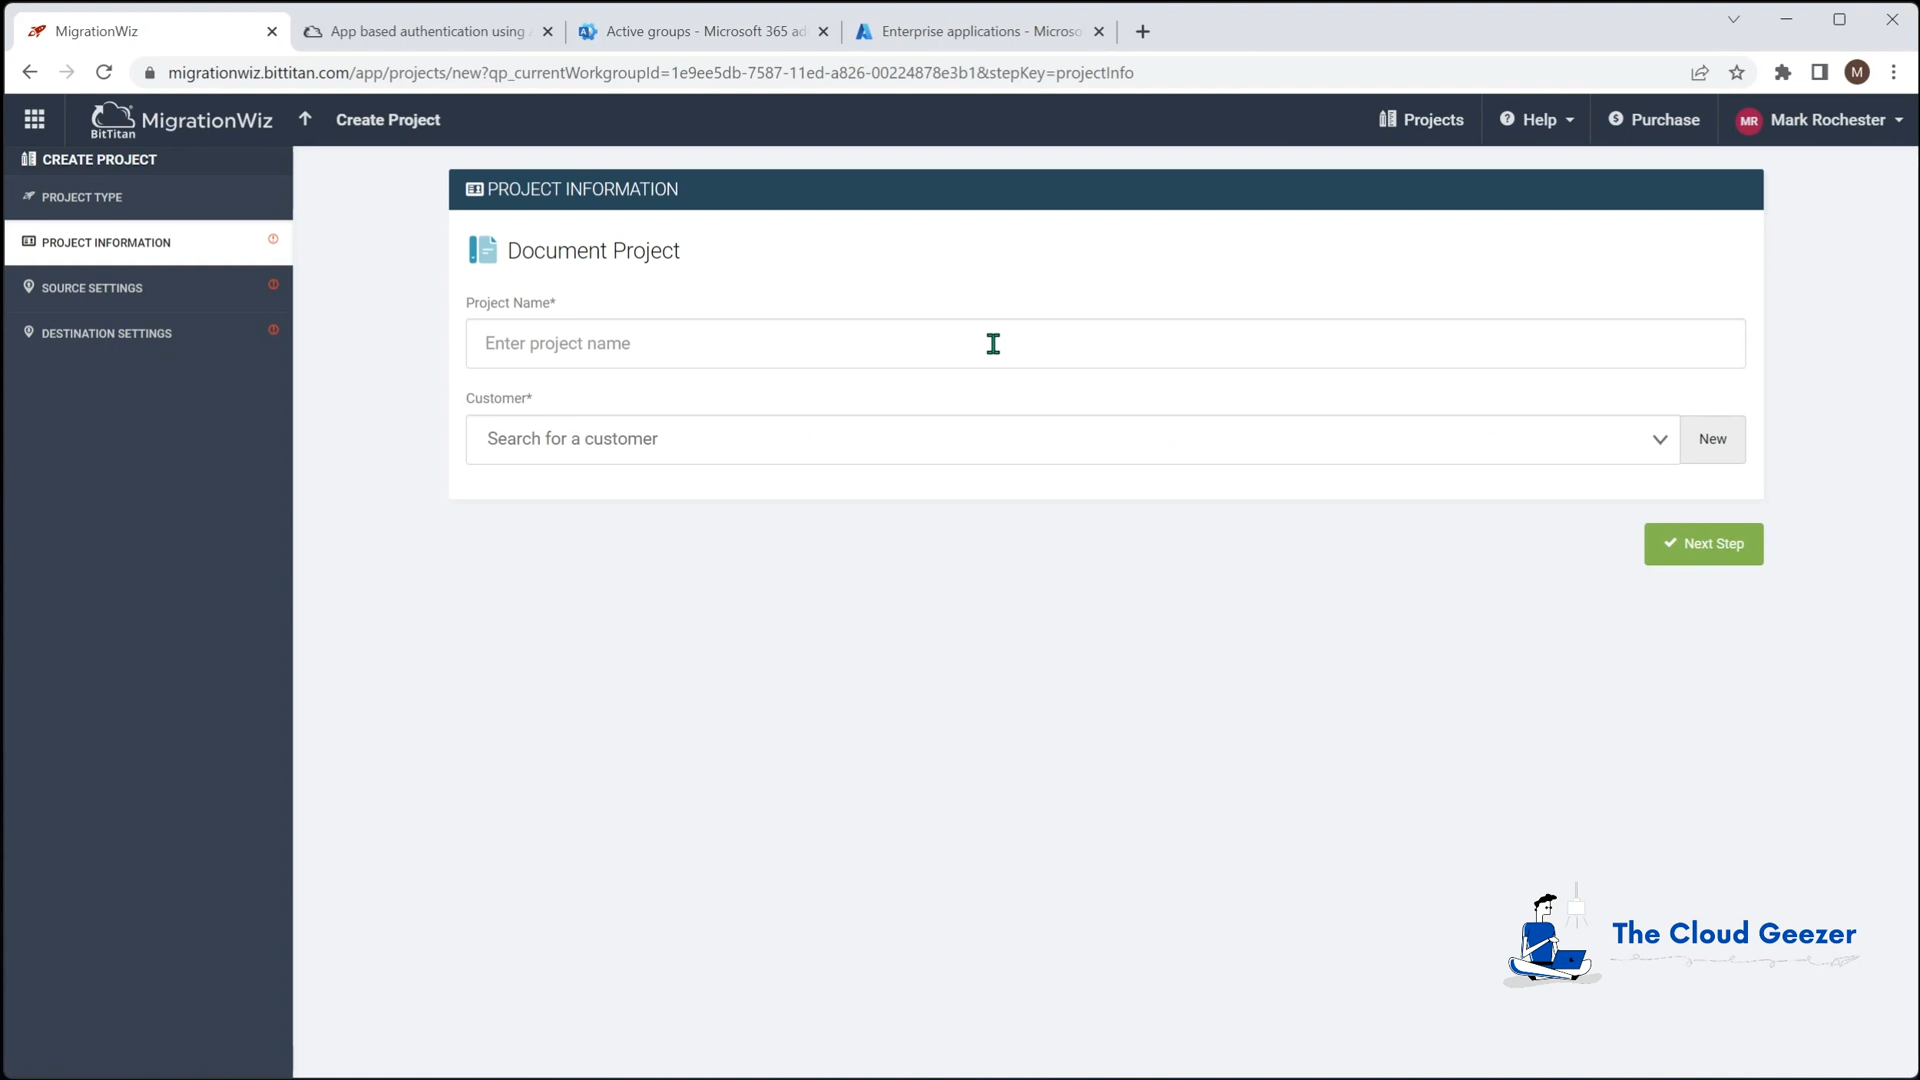 MigrationWiz
App based authentication using
Active groups - Microsoft 365 ad
Enterprise applications - Microso
migrationwiz.bittitan.com/app/projects/new?qp_currentWorkgroupId=1e9ee5db-7587-11ed-a826-00224878e3b1&stepKey=projectInfo
M
BitTitan MigrationWiz
Create Project
Projects
Help
Purchase
MR Mark Rochester
CREATE PROJECT
PROJECT TYPE
PROJECT INFORMATION
SOURCE SETTINGS
DESTINATION SETTINGS
PROJECT INFORMATION
Document Project
Project Name*
Enter project name
Customer*
Search for a customer
New
Next Step
The Cloud Geezer